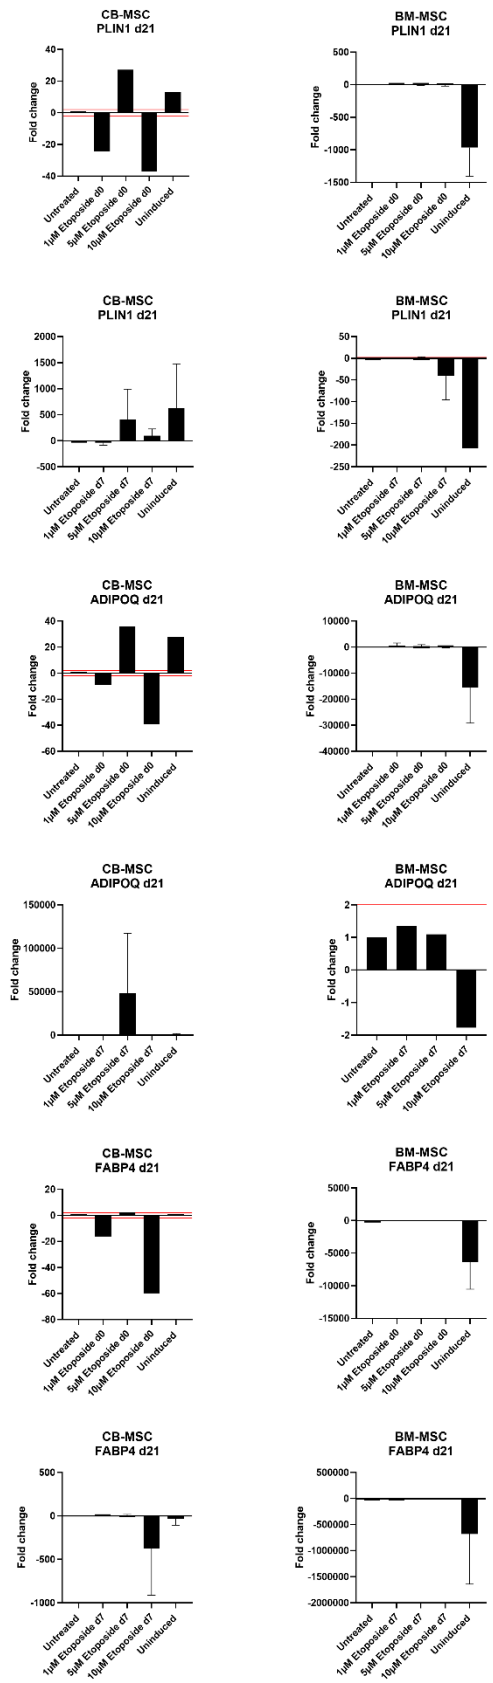 CB-MSC
PLIN1 d21
Fold change
40
20
0
-20
-40
Untreated
1µM Etoposide d0
5µM Etoposide d0
10µM Etoposide d0
Uninduced
BM-MSC
PLIN1 d21
Fold change
500
0
-500
-1000
-1500
Untreated
1µM Etoposide d0
5µM Etoposide d0
10µM Etoposide d0
Uninduced
CB-MSC
PLIN1 d21
Fold change
2000
1500
1000
500
0
-500
Untreated
1µM Etoposide d7
5µM Etoposide d7
10µM Etoposide d7
Uninduced
BM-MSC
PLIN1 d21
Fold change
50
0
-50
-100
-150
-200
-250
Untreated
1µM Etoposide d7
5µM Etoposide d7
10µM Etoposide d7
Uninduced
CB-MSC
ADIPOQ d21
Fold change
40
20
0
-20
-40
-60
Untreated
1µM Etoposide d0
5µM Etoposide d0
10µM Etoposide d0
Uninduced
BM-MSC
ADIPOQ d21
Fold change
10000
0
-10000
-20000
-30000
-40000
Untreated
1µM Etoposide d0
5µM Etoposide d0
10µM Etoposide d0
Uninduced
CB-MSC
ADIPOQ d21
Fold change
150000
100000
50000
0
Untreated
1µM Etoposide d7
5µM Etoposide d7
10µM Etoposide d7
Uninduced
BM-MSC
ADIPOQ d21
Fold change
2
1
0
-1
-2
Untreated
1µM Etoposide d7
5µM Etoposide d7
10µM Etoposide d7
CB-MSC
FABP4 d21
Fold change
20
0
-20
-40
-60
-80
Untreated
1µM Etoposide d0
5µM Etoposide d0
10µM Etoposide d0
Uninduced
BM-MSC
FABP4 d21
Fold change
5000
0
-5000
-10000
-15000
Untreated
1µM Etoposide d0
5µM Etoposide d0
10µM Etoposide d0
Uninduced
CB-MSC
FABP4 d21
Fold change
500
0
-500
-1000
Untreated
1µM Etoposide d7
5µM Etoposide d7
10µM Etoposide d7
Uninduced
BM-MSC
FABP4 d21
Fold change
500000
0
-500000
-1000000
-1500000
-2000000
Untreated
1µM Etoposide d7
5µM Etoposide d7
10µM Etoposide d7
Uninduced